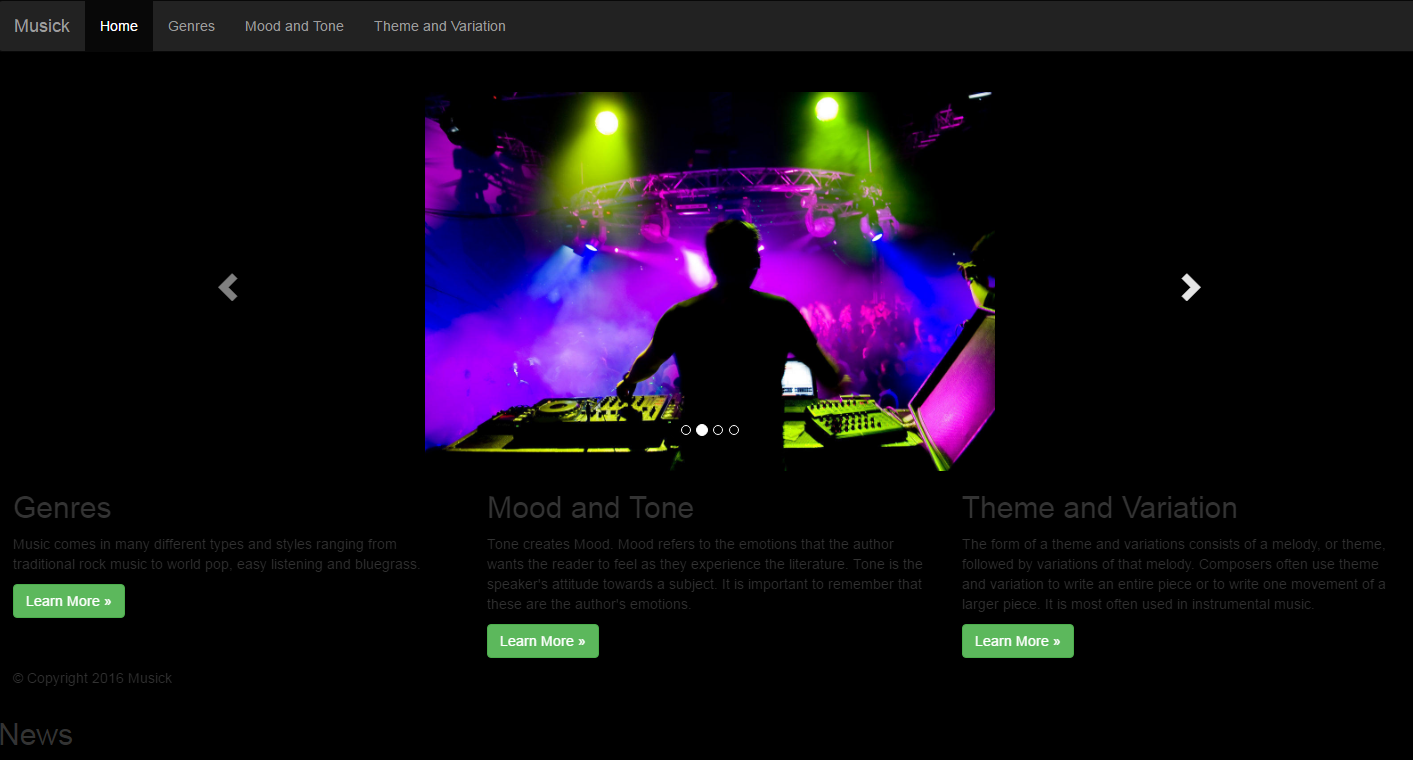 Musick Home Genres Mood and Tone Theme and Variation
Genres
Music comes in many different types and styles ranging from
traditional rock music to world pop, easy listening and bluegrass.
Learn More »
Mood and Tone
Tone creates Mood. Mood refers to the emotions that the author
wants the reader to feel as they experience the literature. Tone is the
speaker's attitude towards a subject. It is important to remember that
these are the author's emotions.
Learn More »
Theme and Variation
The form of a theme and variations consists of a melody, or theme,
followed by variations of that melody. Composers often use theme
and variation to write an entire piece or to write one movement of a
larger piece. It is most often used in instrumental music.
Learn More »
© Copyright 2016 Musick
News